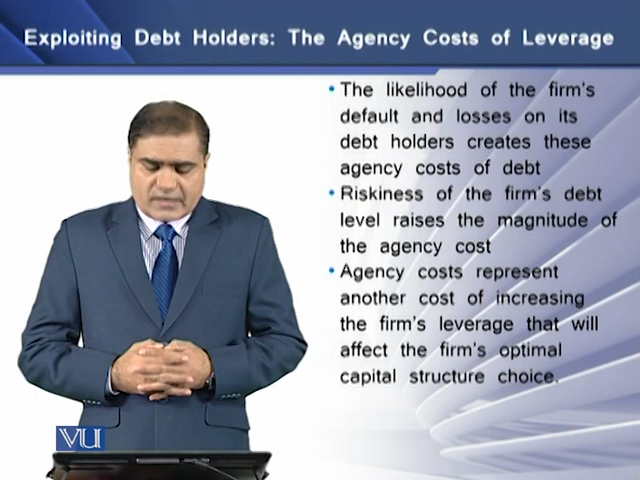 Exploiting Debt Holders: The Agency Costs of Leverage
• The likelihood of the firm's
default and losses on its
debt holders creates these
agency costs of debt
• Riskiness of the firm's debt
level raises the magnitude of
the agency cost
• Agency costs represent
another cost of increasing
the firm's leverage that will
affect the firm's optimal
capital structure choice.
VU